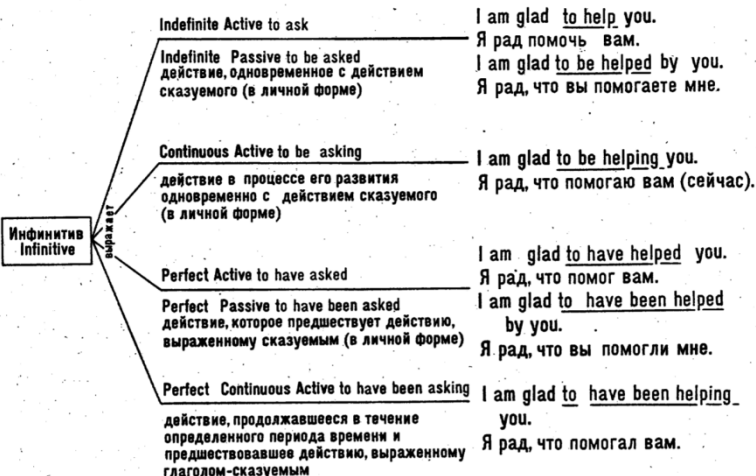 Инфинитив
Infinitive
выражает
Indefinite Active to ask
Indefinite Passive to be asked
действие, одновременное с действием
сказуемого (в личной форме)
I am glad to help you.
Я рад помочь вам.
I am glad to be helped by you.
Я рад, что вы помогаете мне.
Continuous Active to be asking
действие в процессе его развития
одновременно с действием сказуемого
(в личной форме)
I am glad to be helping you.
Я рад, что помогаю вам (сейчас).
Perfect Active to have asked
Perfect Passive to have been asked
действие, которое предшествует действию,
выраженному сказуемым (в личной форме)
I am glad to have helped you.
Я рад, что помог вам.
I am glad to have been helped
by you.
Я рад, что вы помогли мне.
Perfect Continuous Active to have been asking
действие, продолжавшееся в течение
определенного периода времени и
предшествовавшее действию, выраженному
глаголом-сказуемым
I am glad to have been helping
you.
Я рад, что помогал вам.